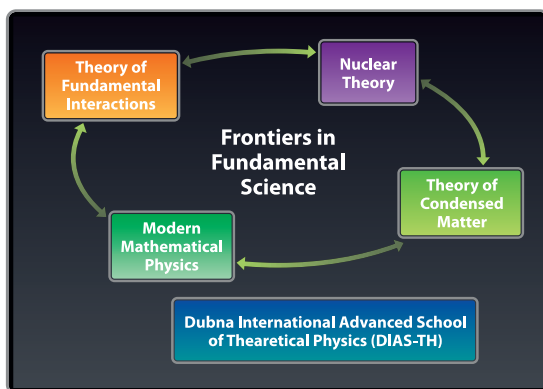 Theory of
Fundamental
Interactions
Nuclear
Theory
Frontiers in
Fundamental
Science
Theory of
Condensed
Matter
Modern
Mathematical
Physics
Dubna International Advanced School
of Thearetical Physics (DIAS-TH)